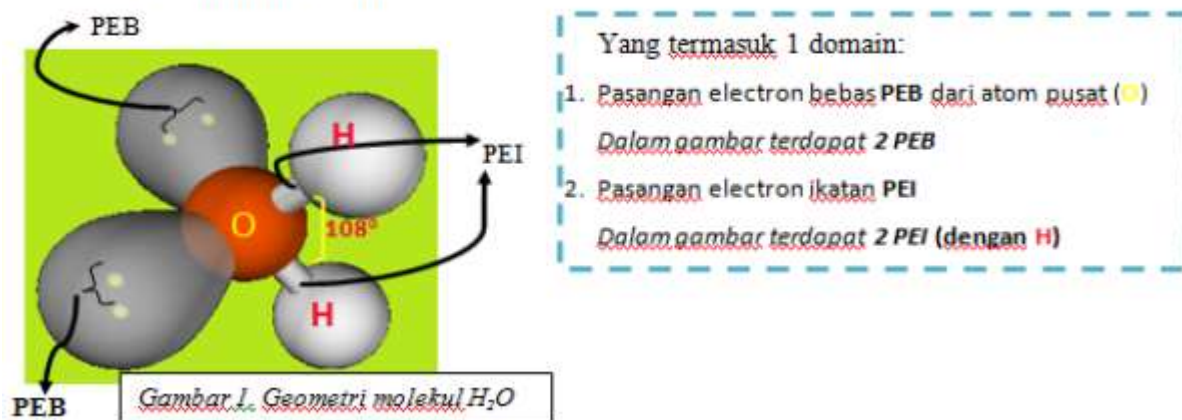 PEB
H
PEI
O
108°
H
PEB
Gambar 1. Geometri molekul H₂O
Yang termasuk 1 domain:
1. Pasangan electron bebas PEB dari atom pusat (O)
Dalam gambar terdapat 2 PEB
2. Pasangan electron ikatan PEI
Dalam gambar terdapat 2 PEI (dengan H)